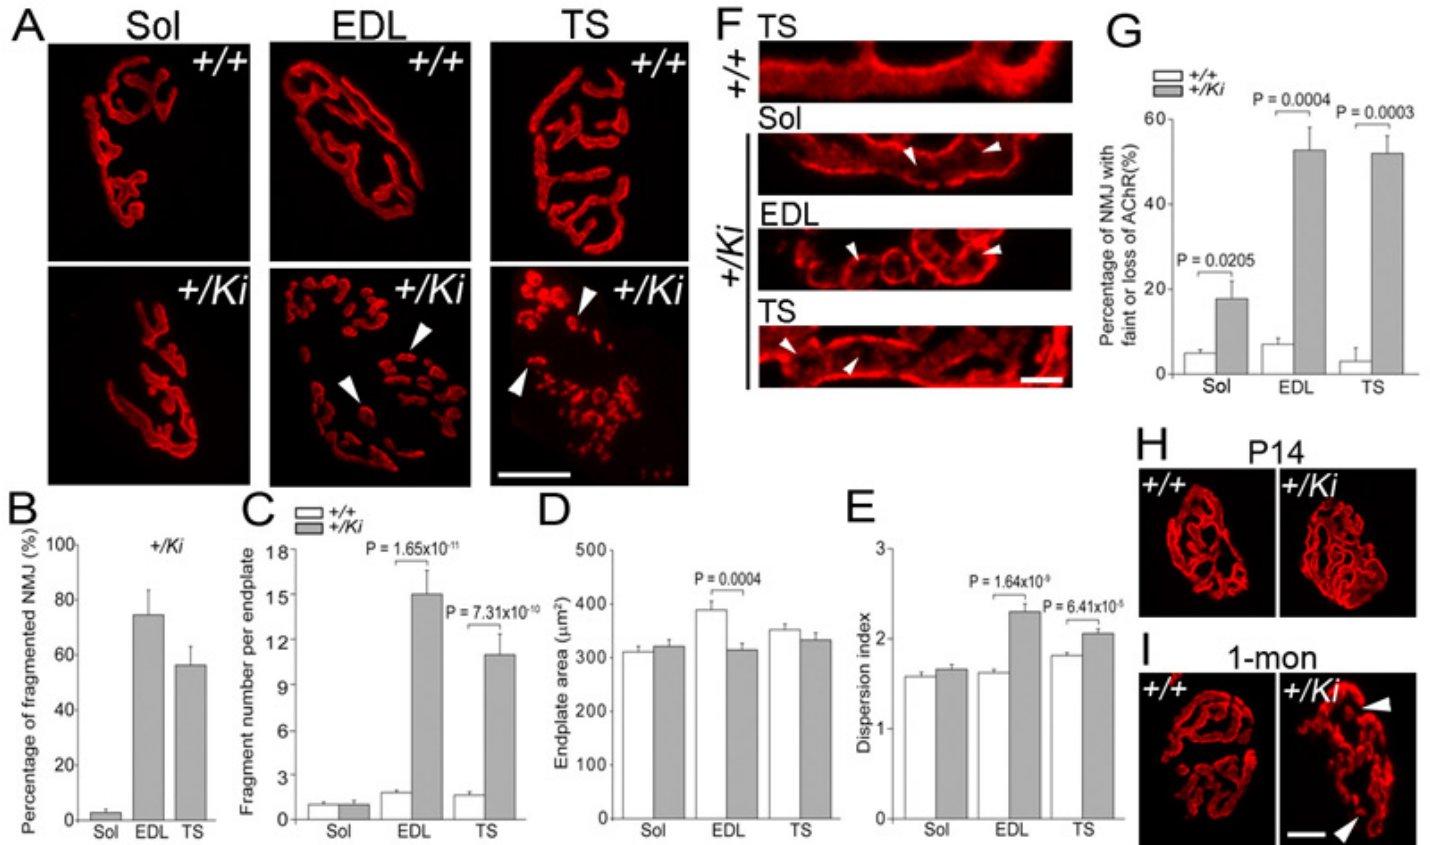 A
Sol
EDL
TS
+/+
+/+
+/+
+/Ki
+/Ki
+/Ki
B
Percentage of fragmented NMJ (%)
+/Ki
100
80
60
40
20
0
Sol
EDL
TS
C
+/+
+/Ki
Fragment number per endplate
P = 1.65x10⁻¹¹
P = 7.31x10⁻¹⁰
18
15
12
9
6
3
0
Sol
EDL
TS
D
Endplate area (μm²)
P = 0.0004
500
400
300
200
100
0
Sol
EDL
TS
E
Dispersion index
P = 1.64x10⁻⁹
P = 6.41x10⁻⁵
3
2
1
0
Sol
EDL
TS
F
TS
+/+
Sol
EDL
TS
+/Ki
G
+/+
+/Ki
Percentage of NMJ with
faint or loss of AChR(%)
P = 0.0004
P = 0.0003
P = 0.0205
60
40
20
0
Sol
EDL
TS
H
P14
+/+
+/Ki
I
1-mon
+/+
+/Ki